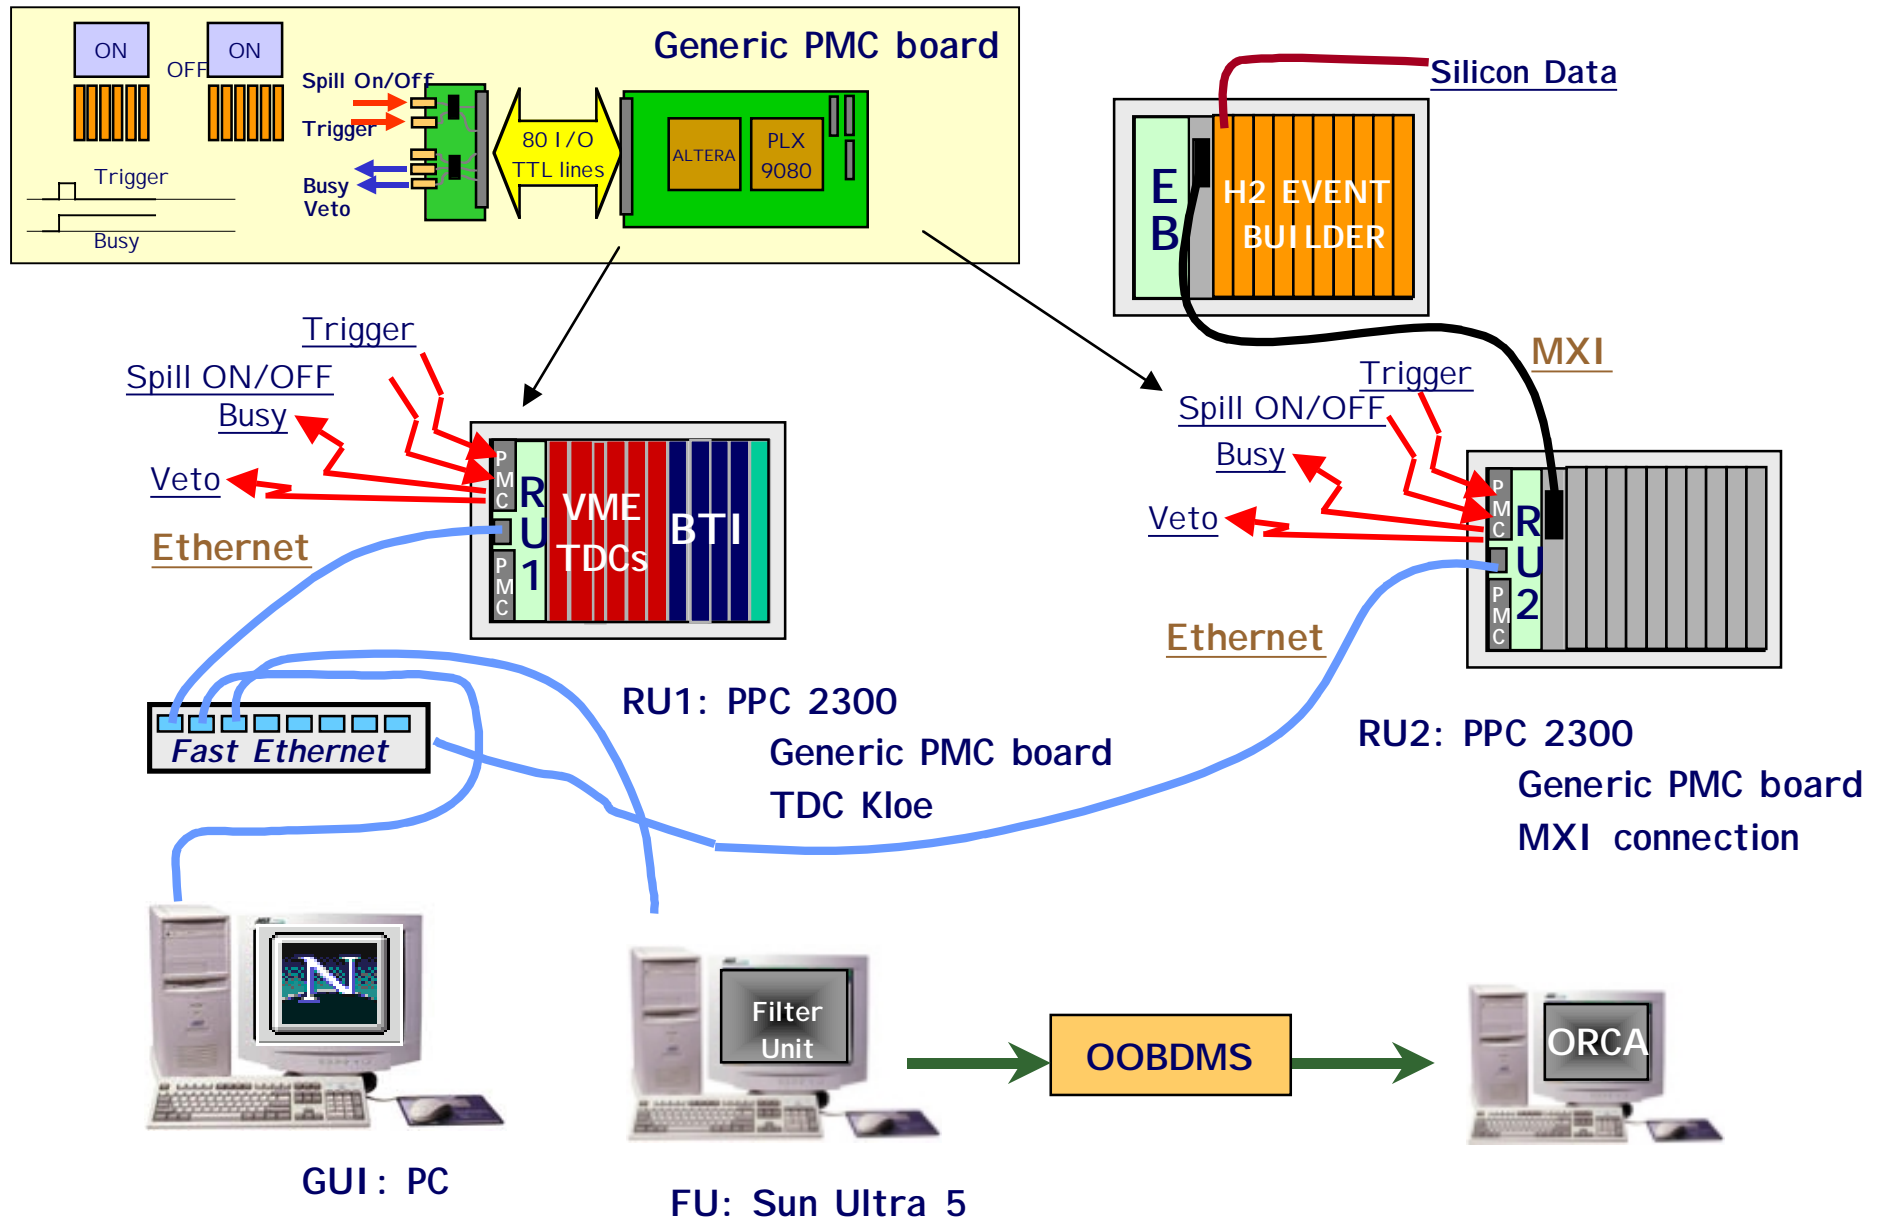 Generic PMC board
ON
OFF
ON
Spill On/Off
Trigger
Busy
Veto
Trigger
Busy
80 I/O
TTL lines
ALTERA
PLX
9080
Silicon Data
E
B
H2 EVENT
BUILDER
MXI
Trigger
Spill ON/OFF
Busy
Veto
Ethernet
PMC
RU1
PMC
VME
TDCs
BTI
Trigger
Spill ON/OFF
Busy
Veto
Ethernet
PMC
RU2
PMC
Fast Ethernet
RU1: PPC 2300
Generic PMC board
TDC Kloe
RU2: PPC 2300
Generic PMC board
MXI connection
N
Filter
Unit
OOBDMS
ORCA
GUI: PC
FU: Sun Ultra 5